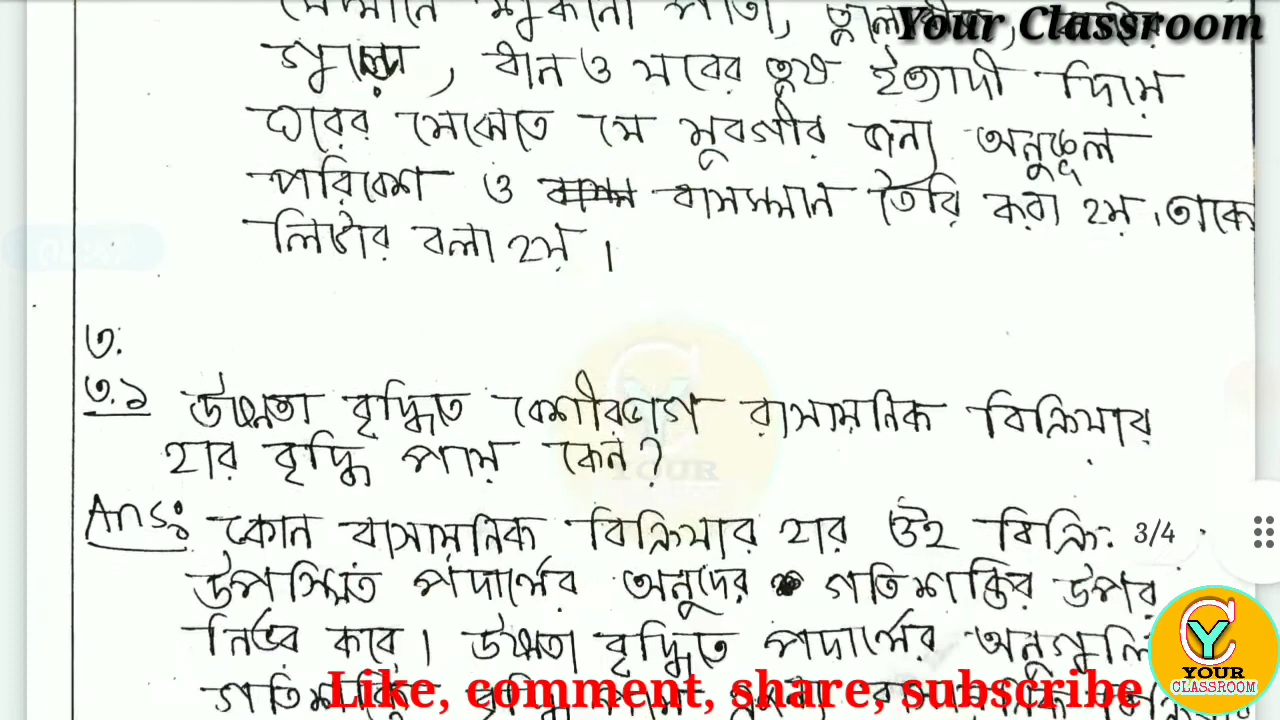 Your Classroom
গুলো, ধান ও যবের তুষ ইত্যাদী দিয়ে
ঘরের মেঝেতে যে মুরগীর জন্য অনুকূল
পরিবেশ ও বাসস্থান তৈরি করা হয়, তাকে
লিটার বলা হয়।
৩.
৩.১ উষ্ণতা বৃদ্ধিতে বেশীরভাগ রাসায়নিক বিক্রিয়ার
হার বৃদ্ধি পায় কেন?
Ans: কোন রাসায়নিক বিক্রিয়ার হার ওই বিক্রি. 3/4
উপস্থিত পদার্থের অনুদের গতিশক্তির উপর
নির্ভর করে। উষ্ণতা বৃদ্ধিতে পদার্থের অনুগুলি
Like, comment, share, subscribe
YOUR
CLASSROOM